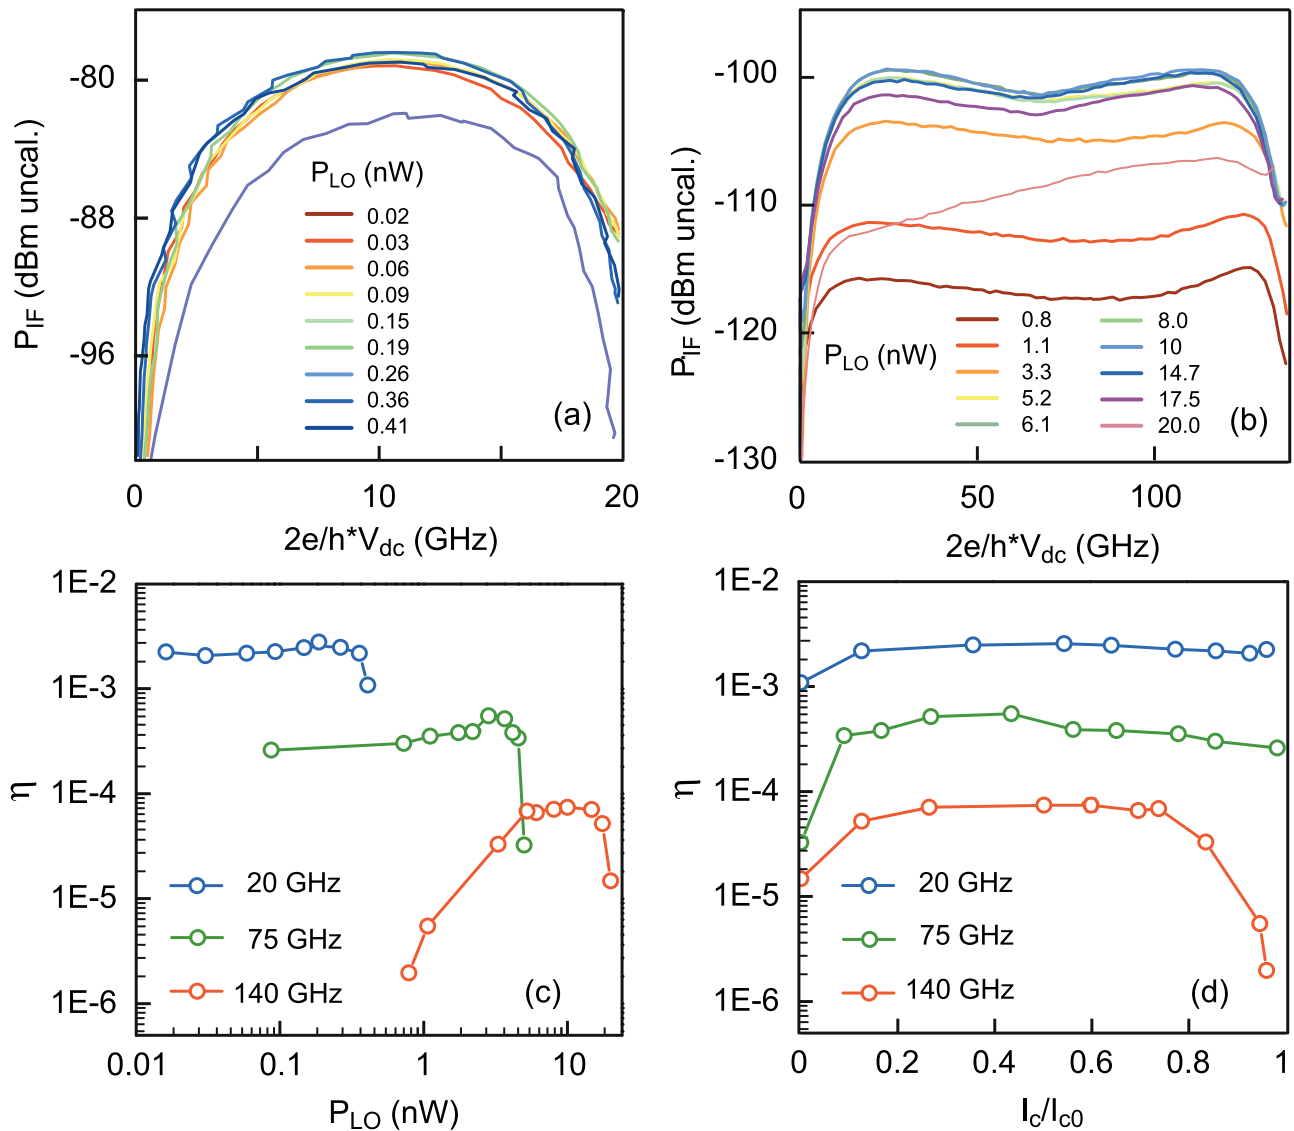 -80
-88
-96
P_IF (dBm uncal.)
P_LO (nW)
0.02
0.03
0.06
0.09
0.15
0.19
0.26
0.36
0.41
(a)
0 10 20
2e/h*V_dc (GHz)
-100
-110
-120
-130
P_IF (dBm uncal.)
P_LO (nW)
0.8 8.0
1.1 10
3.3 14.7
5.2 17.5
6.1 20.0
(b)
0 50 100
2e/h*V_dc (GHz)
1E-2
1E-3
1E-4
1E-5
1E-6
η
20 GHz
75 GHz
140 GHz
(c)
0.01 0.1 1 10
P_LO (nW)
1E-2
1E-3
1E-4
1E-5
1E-6
η
20 GHz
75 GHz
140 GHz
(d)
0 0.2 0.4 0.6 0.8 1
I_c/I_c0